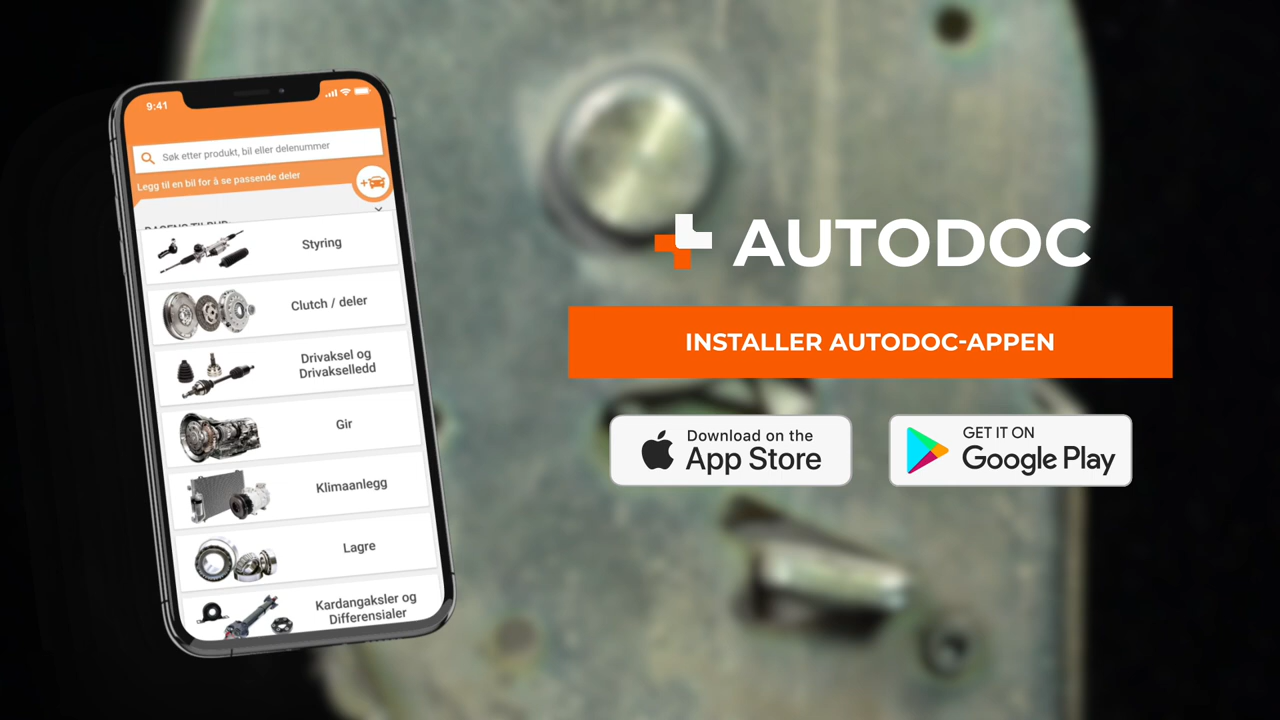 9:41
Søk etter produkt, bil eller delenummer
Legg til en bil for å se passende deler
DAGENS TILBUD
Styring
Clutch / deler
Drivaksel og
Drivakselledd
Gir
Klimaanlegg
Lagre
Kardangaksler og
Differensialer
AUTODOC
INSTALLER AUTODOC-APPEN
Download on the
App Store
GET IT ON
Google Play